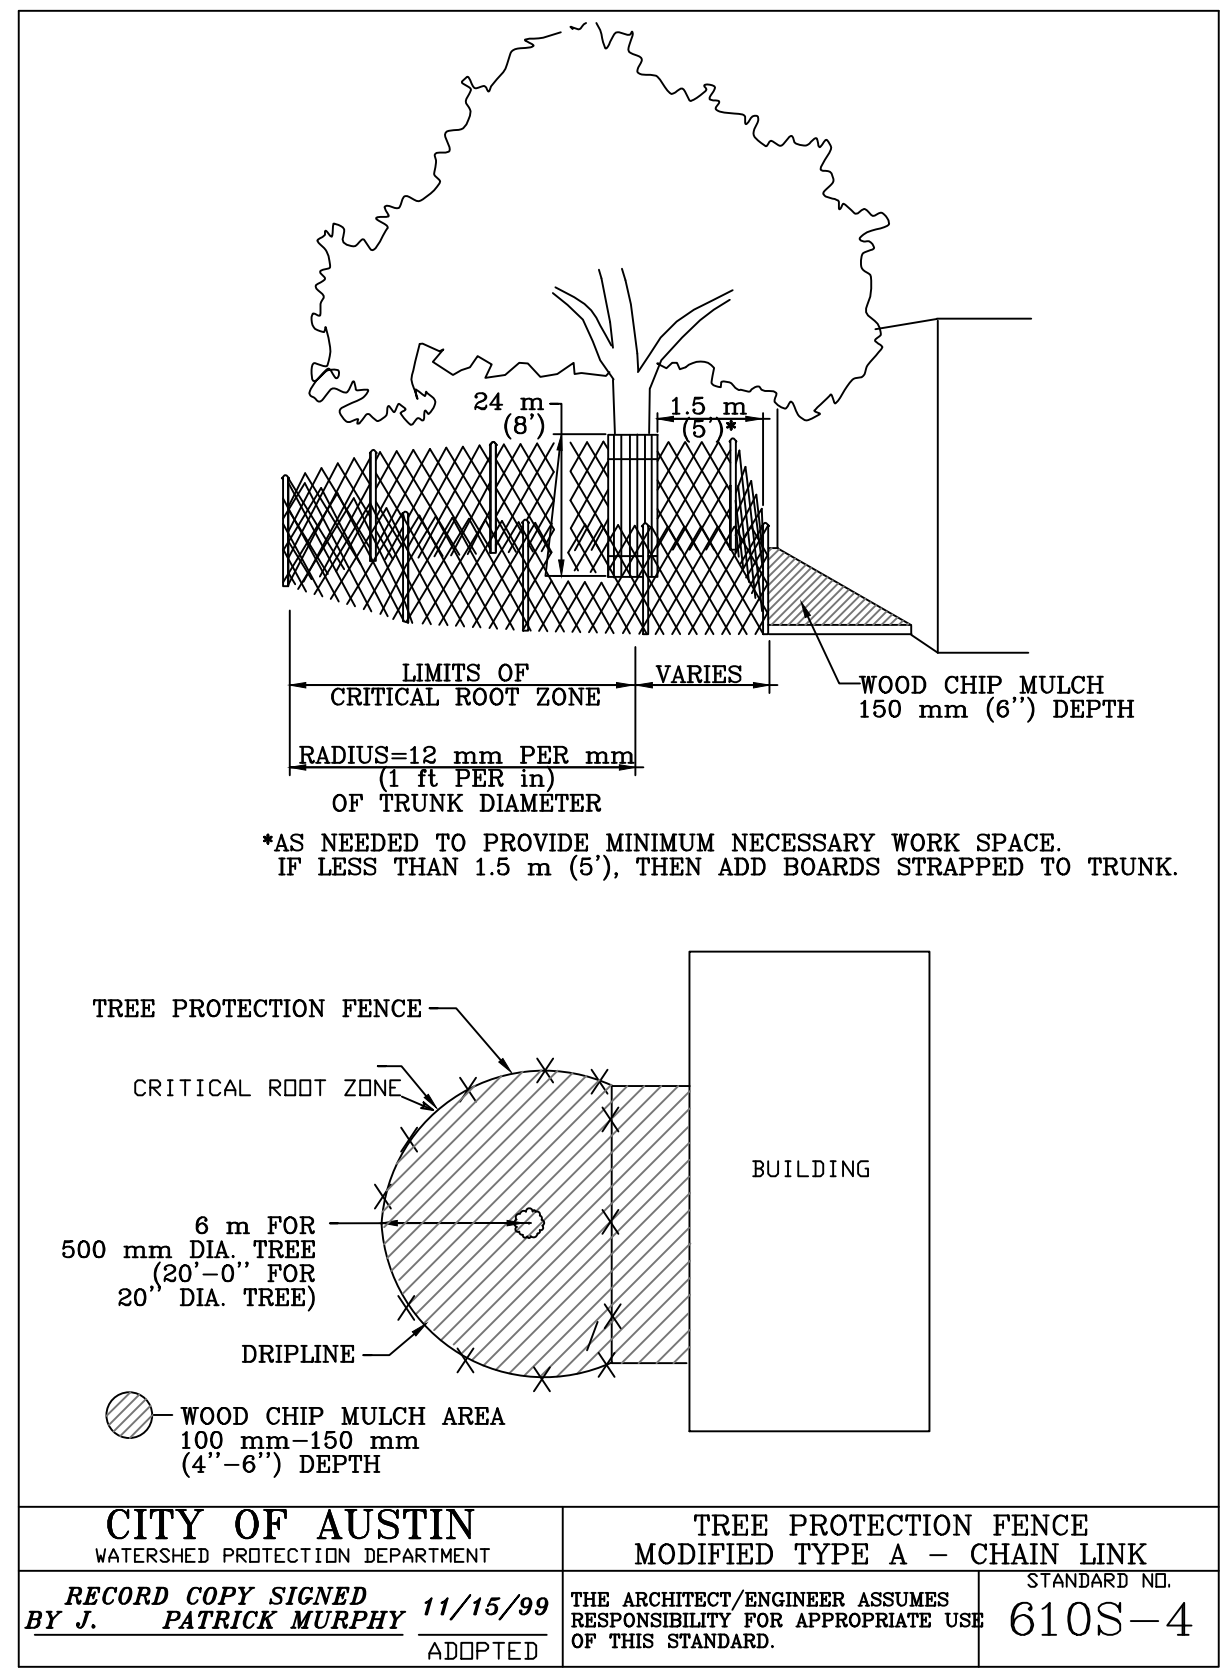 24 m
(8')
1.5 m
(5')*
LIMITS OF
CRITICAL ROOT ZONE
VARIES
WOOD CHIP MULCH
150 mm (6'') DEPTH
RADIUS=12 mm PER mm
(1 ft PER in)
OF TRUNK DIAMETER
*AS NEEDED TO PROVIDE MINIMUM NECESSARY WORK SPACE.
IF LESS THAN 1.5 m (5'), THEN ADD BOARDS STRAPPED TO TRUNK.
TREE PROTECTION FENCE
CRITICAL ROOT ZONE
BUILDING
6 m FOR
500 mm DIA. TREE
(20'-0'' FOR
20'' DIA. TREE)
DRIPLINE
WOOD CHIP MULCH AREA
100 mm-150 mm
(4''-6'') DEPTH
CITY OF AUSTIN
WATERSHED PROTECTION DEPARTMENT
TREE PROTECTION FENCE
MODIFIED TYPE A - CHAIN LINK
RECORD COPY SIGNED
BY J. PATRICK MURPHY
11/15/99
ADOPTED
THE ARCHITECT/ENGINEER ASSUMES
RESPONSIBILITY FOR APPROPRIATE USE
OF THIS STANDARD.
STANDARD NO.
610S-4